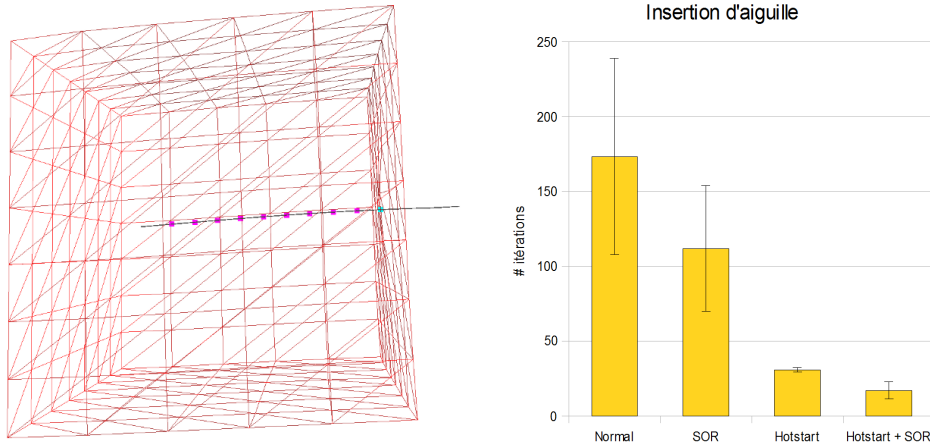 Insertion d'aiguille
# itérations
250
200
150
100
50
0
Normal
SOR
Hotstart
Hotstart + SOR